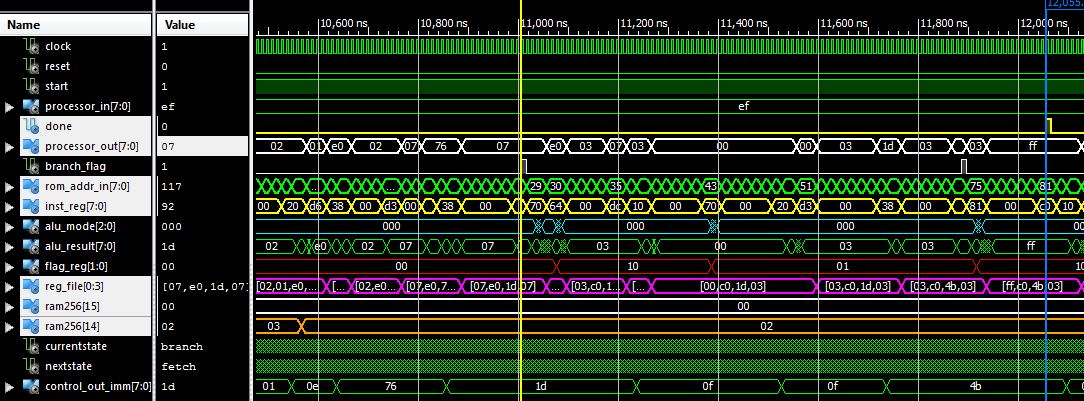 Name Value 10,600 ns 10,800 ns 11,000 ns 11,200 ns 11,400 ns 11,600 ns 11,800 ns 12,000 ns
clock 1
reset 0
start 1
processor_in[7:0] ef ef
done 0
processor_out[7:0] 07 02 01 e0 02 07 76 07 e0 03 07 03 00 00 03 1d 03 03 ff
branch_flag 1
rom_addr_in[7:0] 117 ... ... 29 30 35 43 51 75 81
inst_reg[7:0] 92 00 20 d6 38 00 d3 00 38 00 70 64 00 dc 10 00 70 00 20 d3 00 38 00 81 00 c0 10
alu_mode[2:0] 000 000 000 000 00
alu_result[7:0] 1d 02 e0 02 07 07 03 00 03 03 ff
flag_reg[1:0] 00 00 10 01 10
reg_file[0:3] [07,e0,1d,07] [02,01,e0,... [... [02,e0,... [07,e0,7... [07,e0,1d,07] ... [03,c0,1... [... [00,c0,1d,03] [03,c0,1d,03] [03,c0,4b,03] [ff,c0,4b,03]
ram256[15] 00 00
ram256[14] 02 03 02
currentstate branch
nextstate fetch
control_out_imm[7:0] 1d 01 0e 76 1d 0f 0f 4b